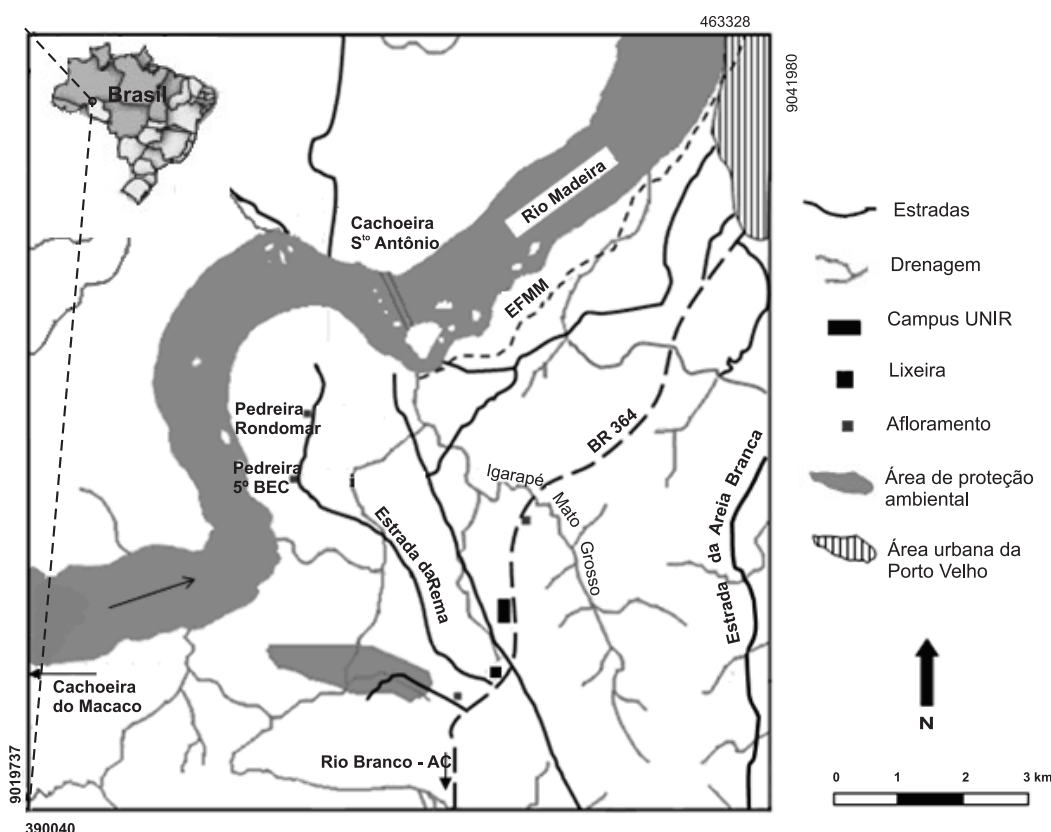 463328
9041980
Brasil
Rio Madeira
Cachoeira
Sto Antônio
EFMM
Pedreira
Rondomar
Pedreira
5º BEC
i
BR 364
Igarapé Mato Grosso
Estrada daRema
Estrada da Areia Branca
Cachoeira
do Macaco
Rio Branco - AC
9019737
390040
Estradas
Drenagem
Campus UNIR
Lixeira
Afloramento
Área de proteção
ambiental
Área urbana da
Porto Velho
N
0 1 2 3 km